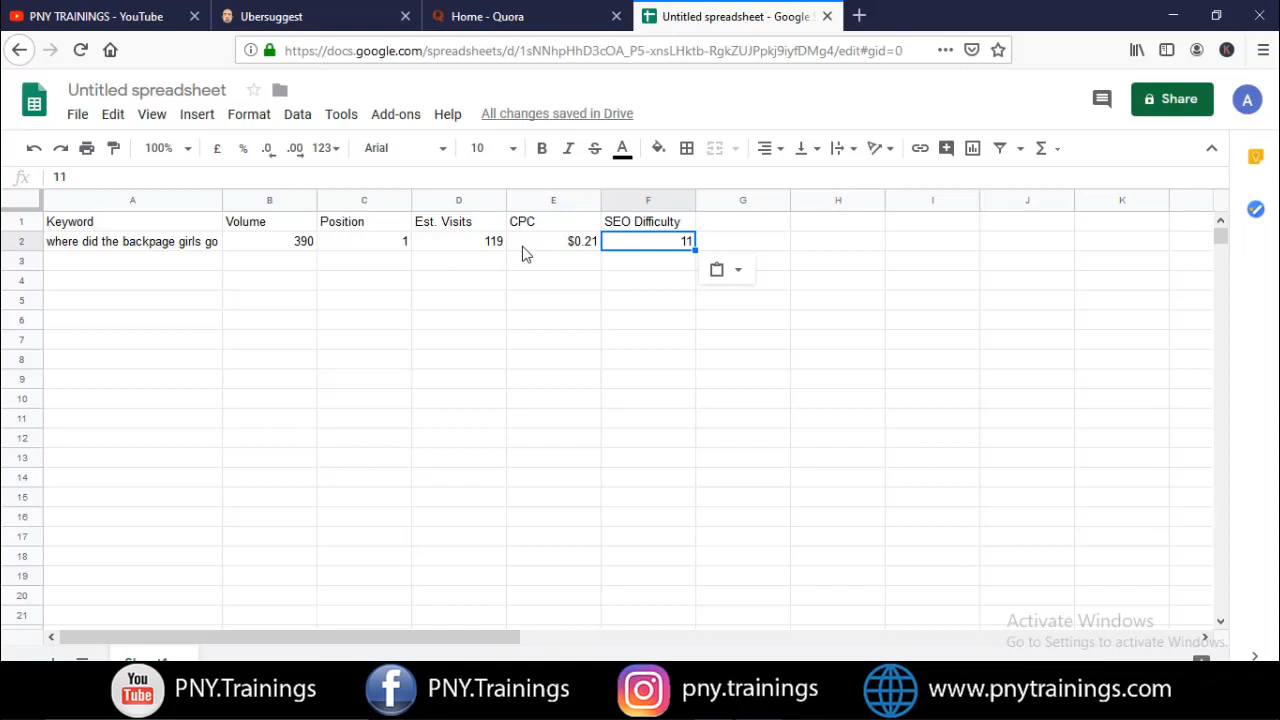 PNY TRAININGS - YouTube
Ubersuggest
Home - Quora
Untitled spreadsheet - Google
https://docs.google.com/spreadsheets/d/1sNNhpHhD3cOA_P5-xnsLHktb-RgkZUJPpkj9iyfDMg4/edit#gid=0
K
Untitled spreadsheet
File Edit View Insert Format Data Tools Add-ons Help All changes saved in Drive
Share
A
100% £ % .0 .00 123 Arial 10 B I S A
fx 11
A B C D E F G H I J K
1 Keyword Volume Position Est. Visits CPC SEO Difficulty
2 where did the backpage girls go 390 1 119 $0.21 11
3
4
5
6
7
8
9
10
11
12
13
14
15
16
17
18
19
20
21
Activate Windows
Go to Settings to activate Windows.
You Tube PNY.Trainings f PNY.Trainings pny.trainings www.pnytrainings.com